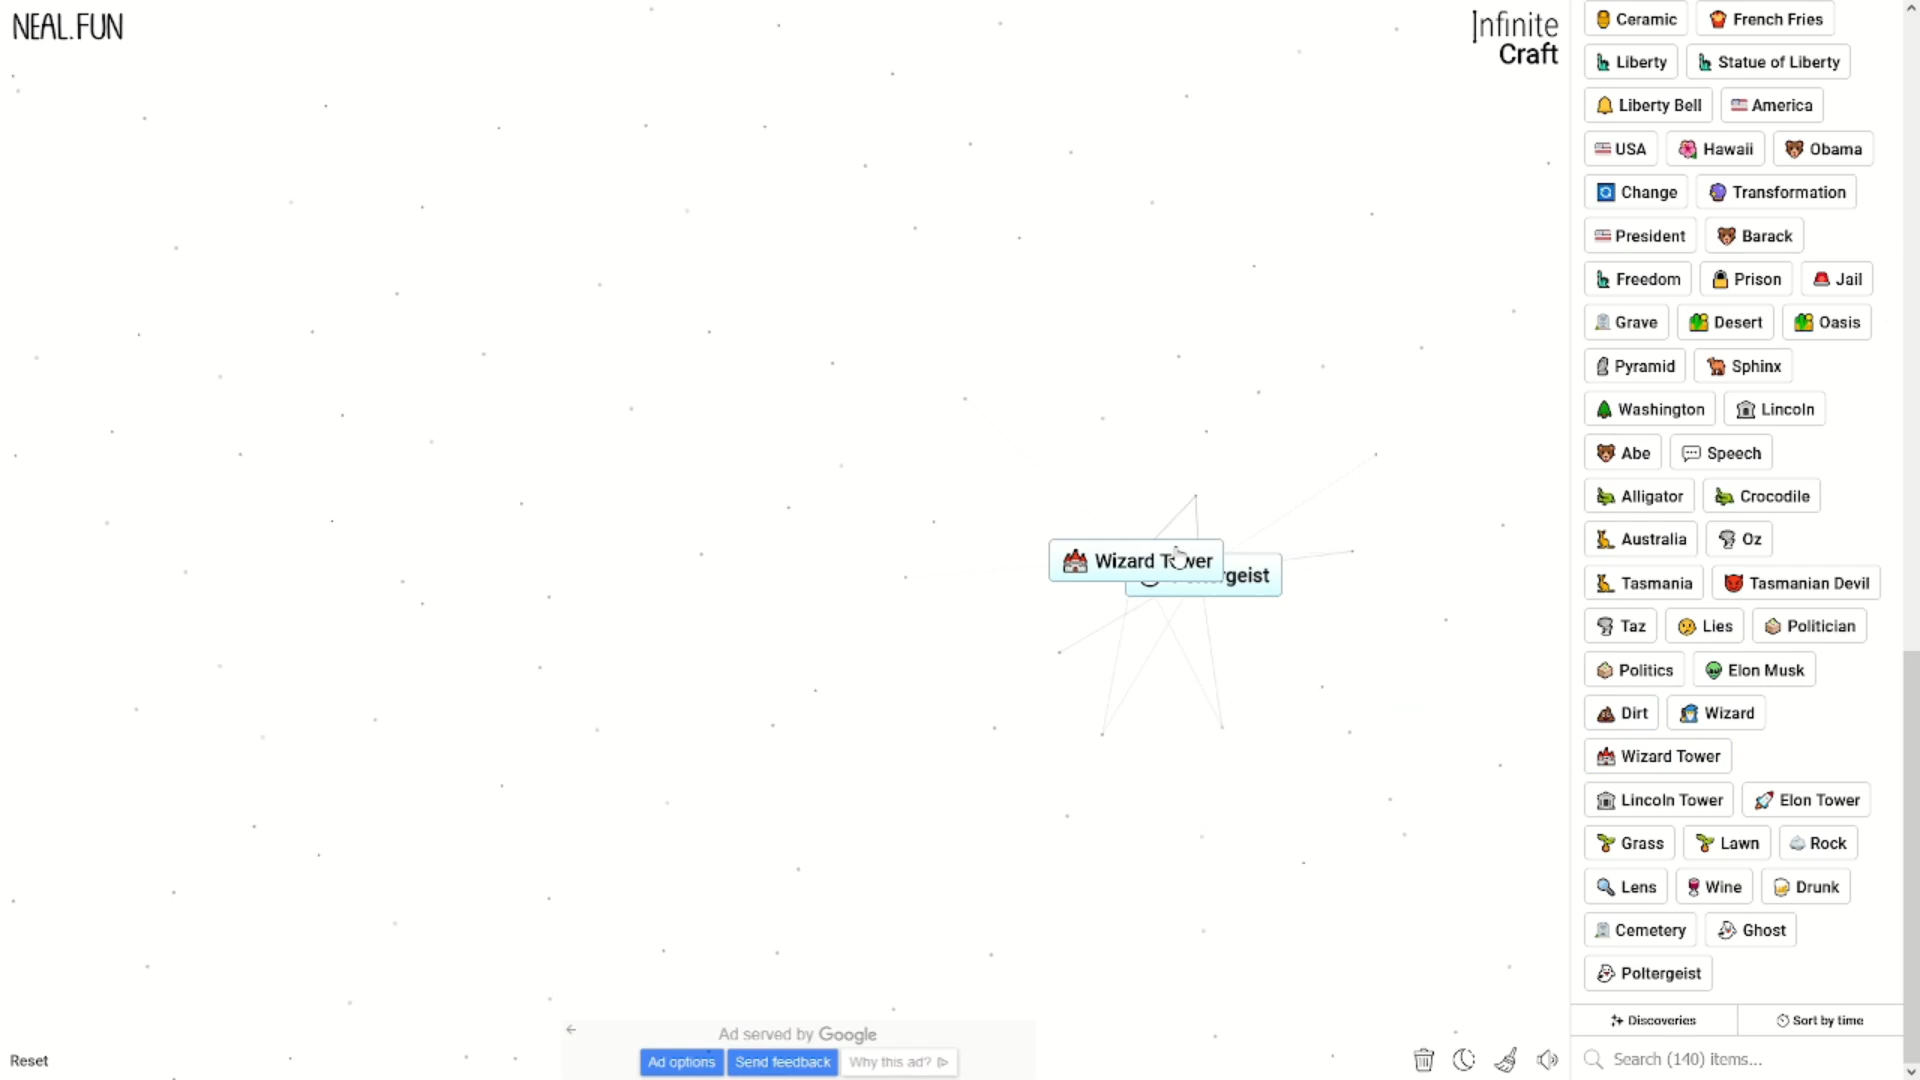 NEAL.FUN
Infinite
Craft
Ceramic French Fries
Liberty Statue of Liberty
Liberty Bell America
USA Hawaii Obama
Change Transformation
President Barack
Freedom Prison Jail
Grave Desert Oasis
Pyramid Sphinx
Washington Lincoln
Abe Speech
Alligator Crocodile
Australia Oz
Wizard Tower
geist
Tasmania Tasmanian Devil
Taz Lies Politician
Politics Elon Musk
Dirt Wizard
Wizard Tower
Lincoln Tower Elon Tower
Grass Lawn Rock
Lens Wine Drunk
Cemetery Ghost
Poltergeist
Discoveries Sort by time
Search (140) items...
Ad served by Google
Ad options Send feedback Why this ad?
Reset